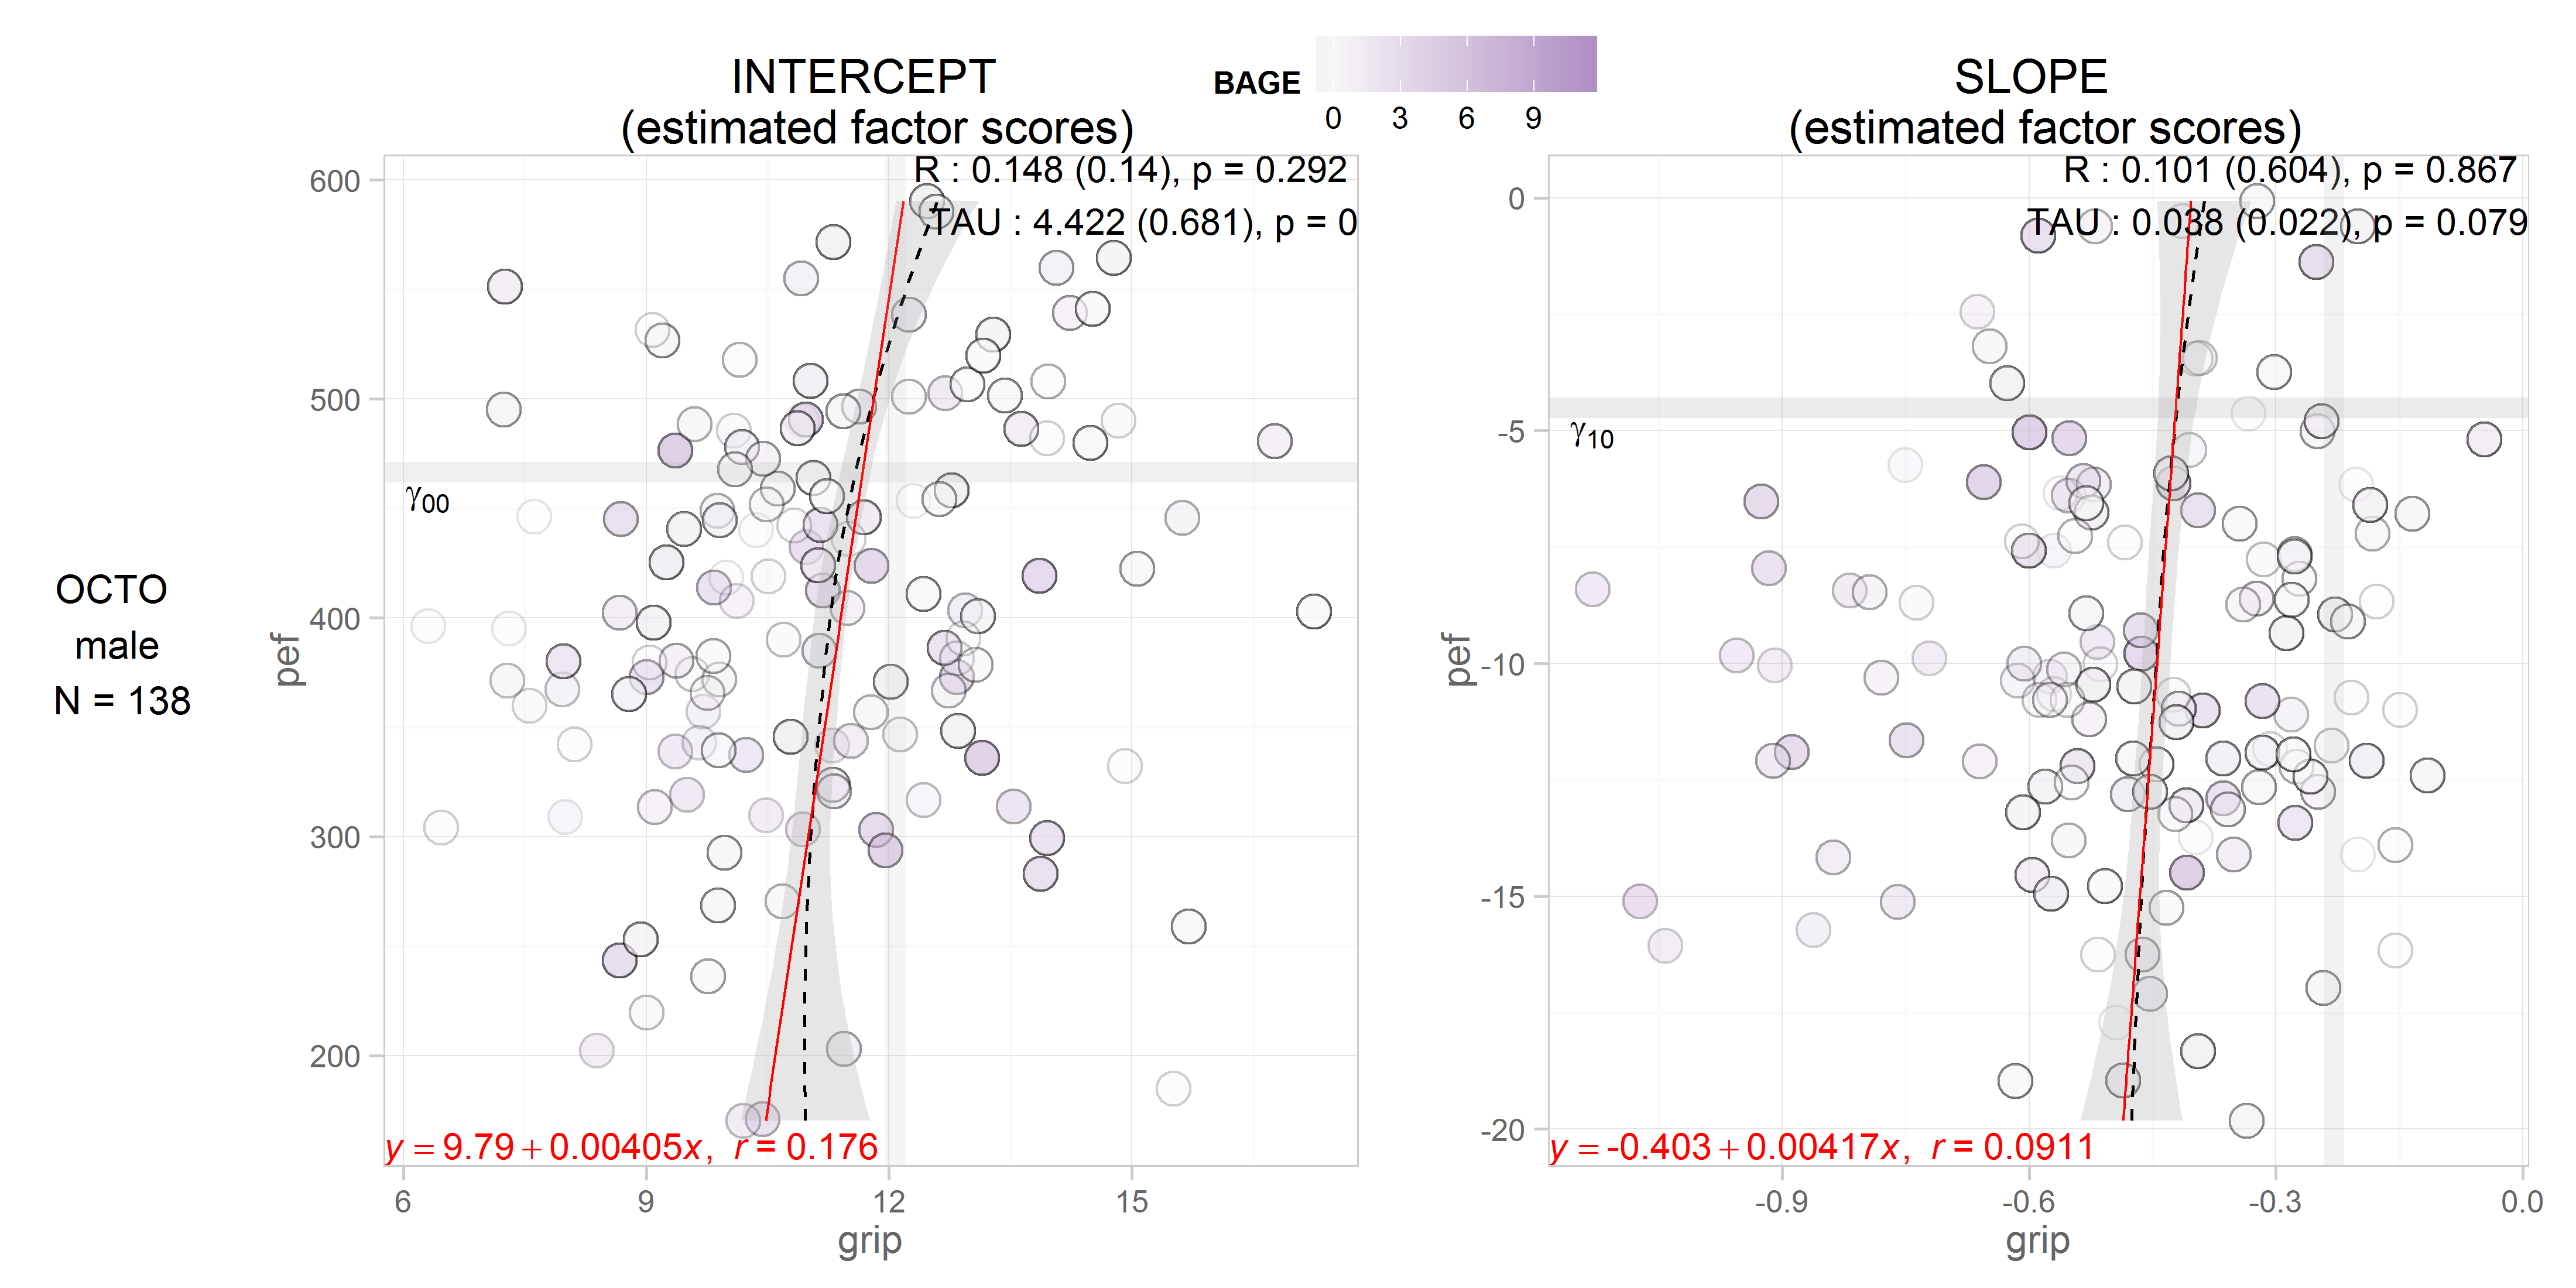 BAGE
0 3 6 9
INTERCEPT
(estimated factor scores)
SLOPE
(estimated factor scores)
OCTO
male
N = 138
R : 0.148 (0.14), p = 0.292
TAU : 4.422 (0.681), p = 0
γ00
y = 9.79 + 0.00405x, r = 0.176
pef
600
500
400
300
200
6 9 12 15
grip
R : 0.101 (0.604), p = 0.867
TAU : 0.038 (0.022), p = 0.079
γ10
y = -0.403 + 0.00417x, r = 0.0911
pef
0
-5
-10
-15
-20
-0.9 -0.6 -0.3 0.0
grip